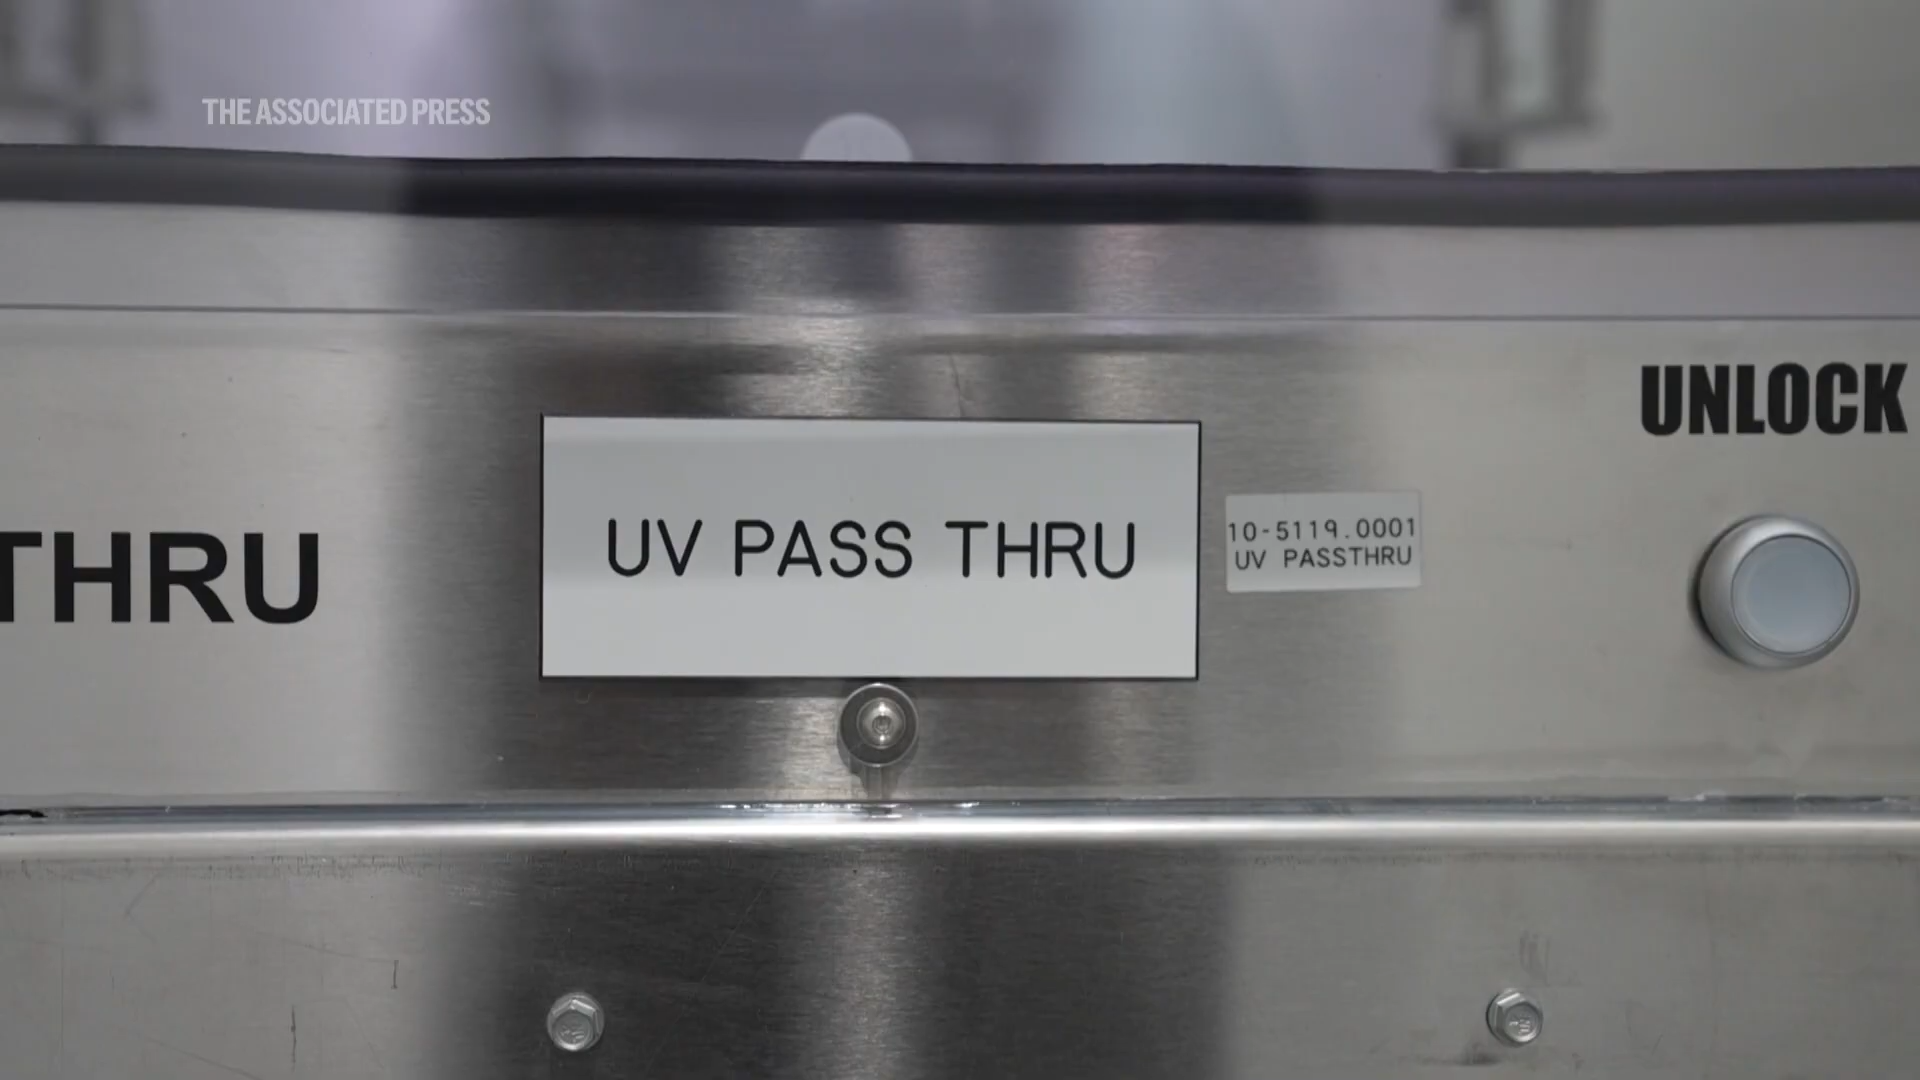 THE ASSOCIATED PRESS
UNLOCK
THRU
UV PASS THRU
10-5119.0001
UV PASSTHRU